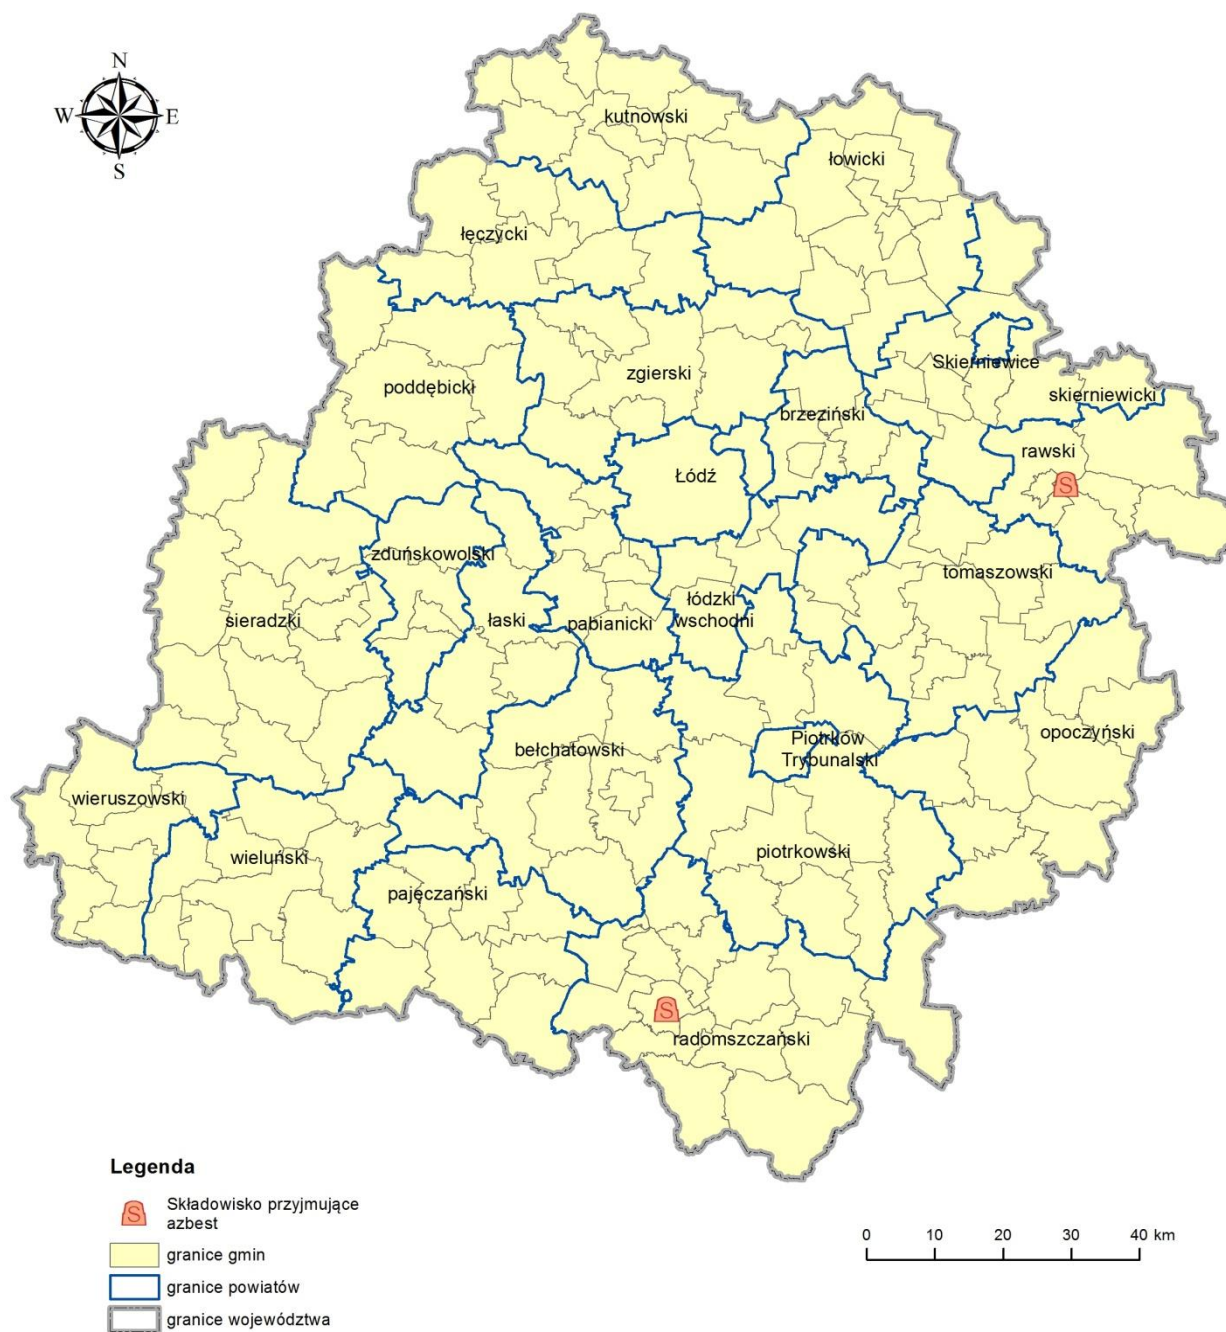 N
W
E
S
kutnowski
łowicki
łęczycki
Skierniewice
zgierski
poddębicki
skierniewicki
brzeziński
rawski
Łódź
S
zduńskowolski
tomaszowski
łódzki
wschodni
sieradzki
łaski
pabianicki
opoczyński
Piotrków
Trybunalski
bełchatowski
wieruszowski
piotrkowski
wieluński
pajęczański
S
radomszczański
Legenda
S
Składowisko przyjmujące
azbest
granice gmin
granice powiatów
granice województwa
0 10 20 30 40 km